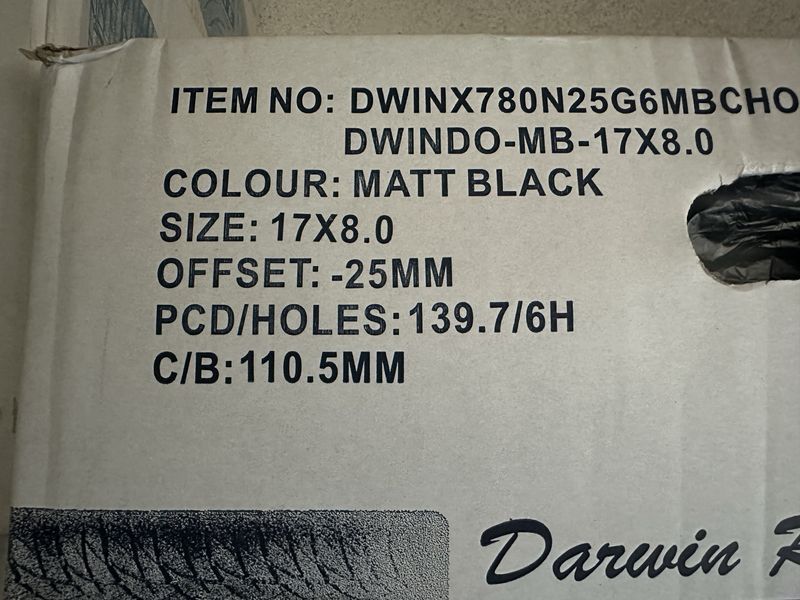 ITEM NO: DWINX780N25G6MBCHO
DWINDO-MB-17X8.0
COLOUR: MATT BLACK
SIZE: 17X8.0
OFFSET: -25MM
PCD/HOLES: 139.7/6H
C/B: 110.5MM
Darwin